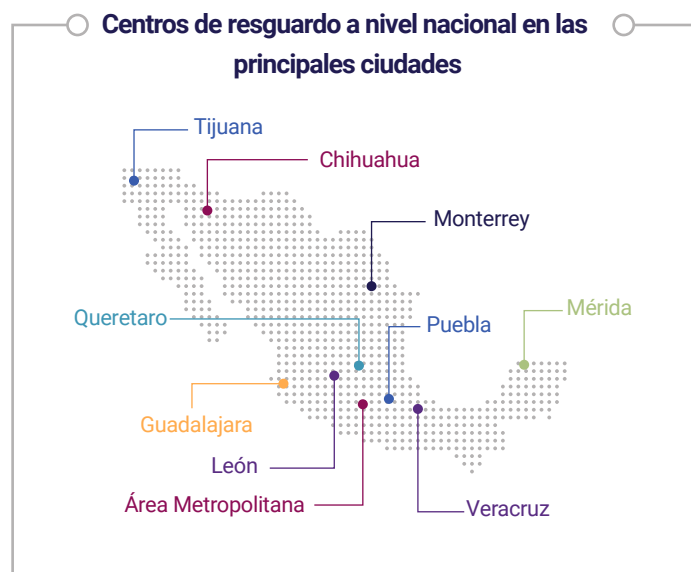 Centros de resguardo a nivel nacional en las
principales ciudades
Tijuana
Chihuahua
Monterrey
Queretaro
Puebla
Mérida
Guadalajara
León
Área Metropolitana
Veracruz